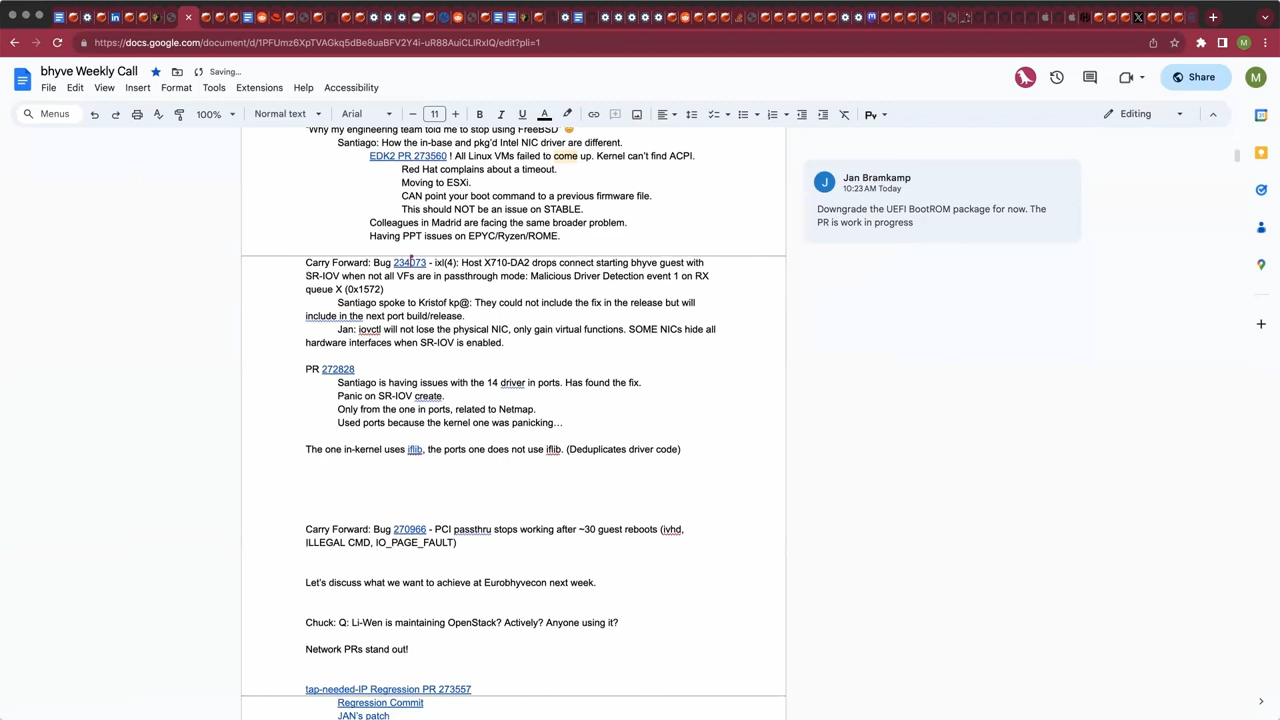 https://docs.google.com/document/d/1PFUmz6XpTVAGkq5dBe8uaBFV2Y4i-uR88AuiCLIRxIQ/edit?pli=1
bhyve Weekly Call
Saving...
File Edit View Insert Format Tools Extensions Help Accessibility
Share
M
Menus
100%
Normal text
Arial
11
Editing
"Why my engineering team told me to stop using FreeBSD"
Santiago: How the in-base and pkg'd Intel NIC driver are different.
EDK2 PR 273560 ! All Linux VMs failed to come up. Kernel can't find ACPI.
Red Hat complains about a timeout.
Moving to ESXi.
CAN point your boot command to a previous firmware file.
This should NOT be an issue on STABLE.
Colleagues in Madrid are facing the same broader problem.
Having PPT issues on EPYC/Ryzen/ROME.
J
Jan Bramkamp
10:23 AM Today
Downgrade the UEFI BootROM package for now. The
PR is work in progress
Carry Forward: Bug 234073 - ixl(4): Host X710-DA2 drops connect starting bhyve guest with
SR-IOV when not all VFs are in passthrough mode: Malicious Driver Detection event 1 on RX
queue X (0x1572)
Santiago spoke to Kristof kp@: They could not include the fix in the release but will
include in the next port build/release.
Jan: iovctl will not lose the physical NIC, only gain virtual functions. SOME NICs hide all
hardware interfaces when SR-IOV is enabled.
PR 272828
Santiago is having issues with the 14 driver in ports. Has found the fix.
Panic on SR-IOV create.
Only from the one in ports, related to Netmap.
Used ports because the kernel one was panicking…
The one in-kernel uses iflib, the ports one does not use iflib. (Deduplicates driver code)
Carry Forward: Bug 270966 - PCI passthru stops working after ~30 guest reboots (ivhd,
ILLEGAL CMD, IO_PAGE_FAULT)
Let's discuss what we want to achieve at Eurobhyvecon next week.
Chuck: Q: Li-Wen is maintaining OpenStack? Actively? Anyone using it?
Network PRs stand out!
tap-needed-IP Regression PR 273557
Regression Commit
JAN's patch